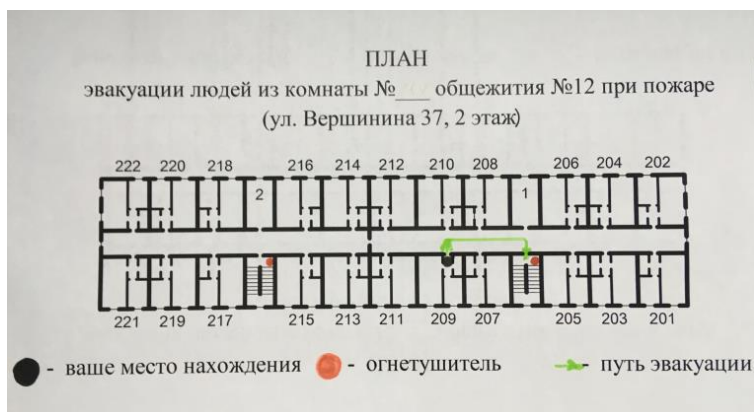 ПЛАН
эвакуации людей из комнаты №___ общежития №12 при пожаре
(ул. Вершинина 37, 2 этаж)
222 220 218 216 214 212 210 208 206 204 202
2 1
221 219 217 215 213 211 209 207 205 203 201
- ваше место нахождения - огнетушитель - путь эвакуации